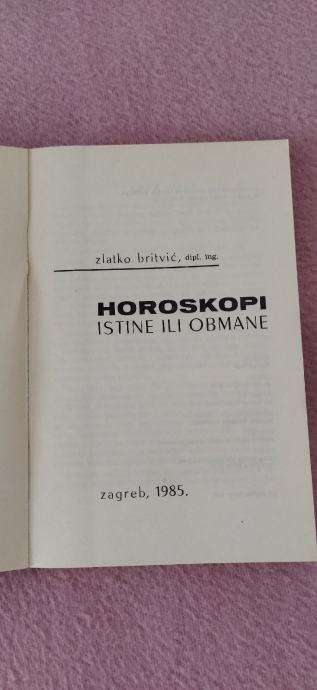 zlatko britvić, dipl. ing.
HOROSKOPI
ISTINE ILI OBMANE
zagreb, 1985.